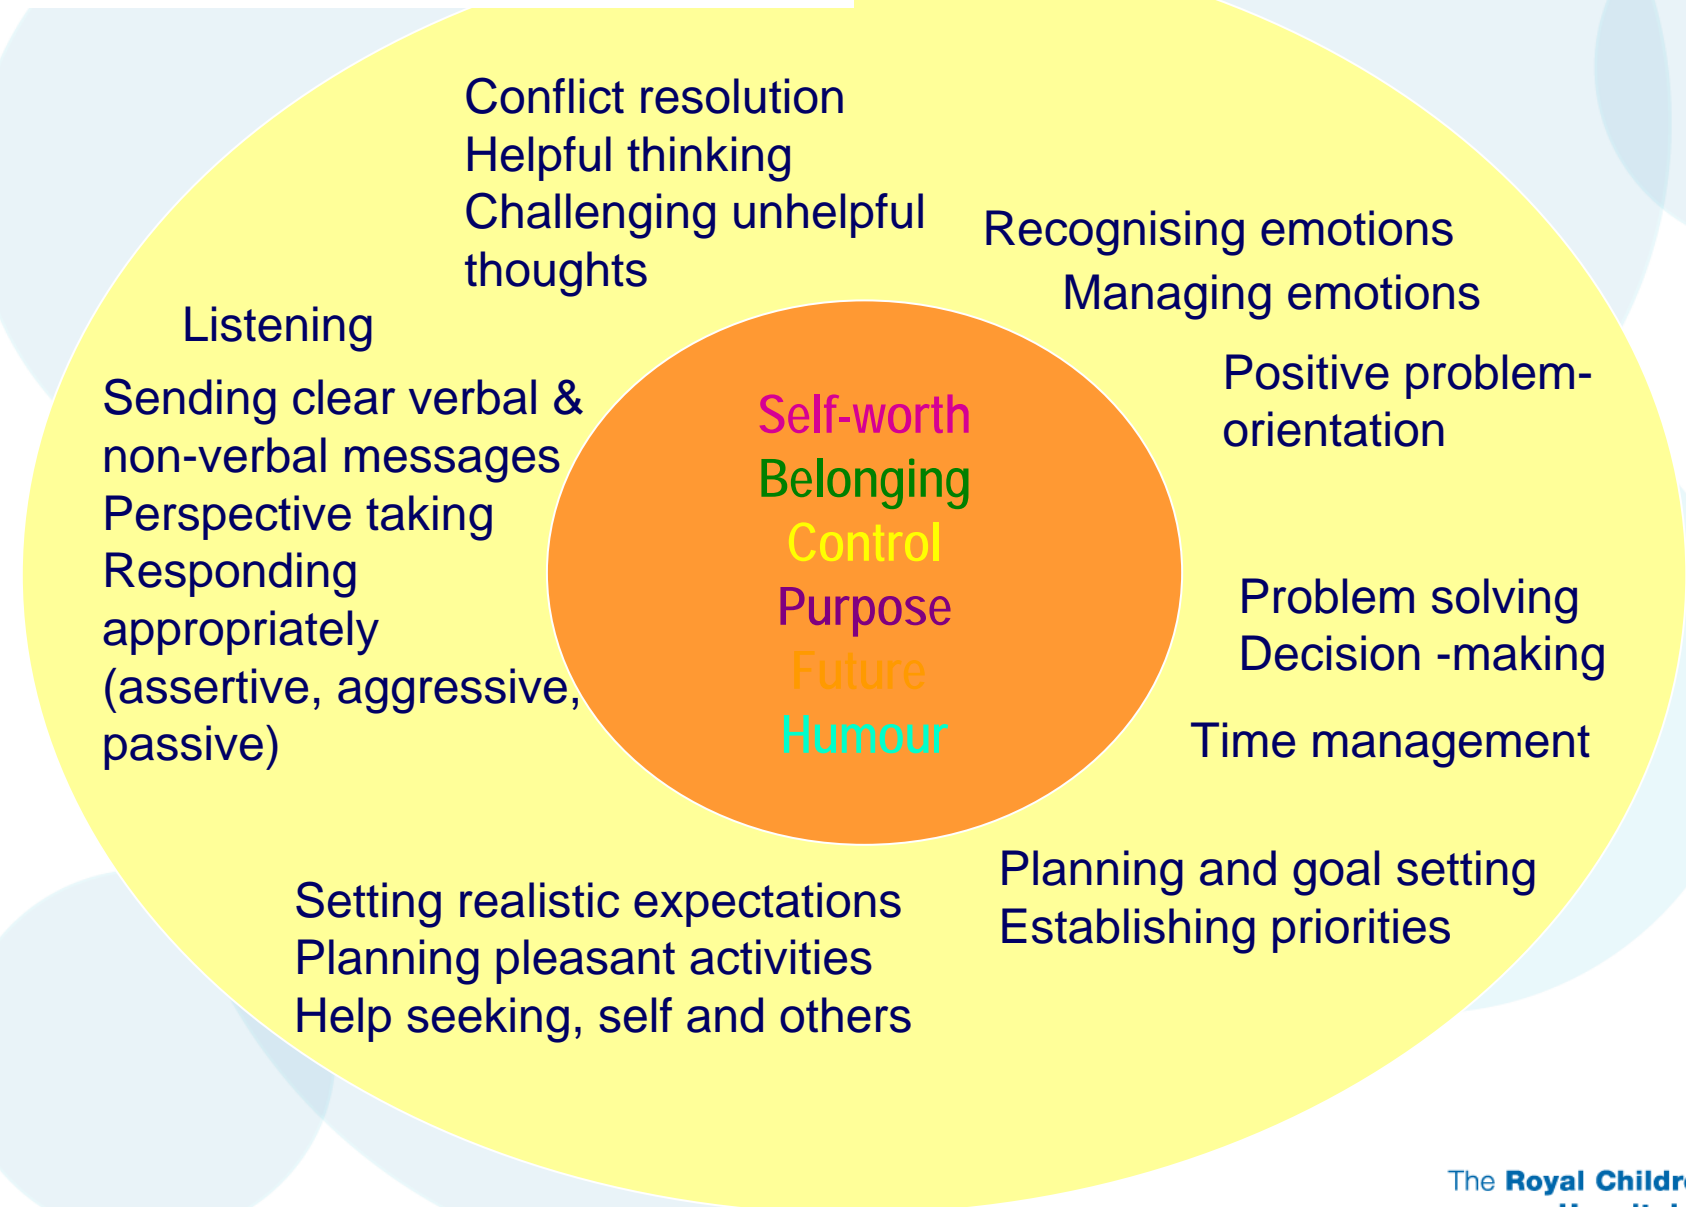 Conflict resolution
Helpful thinking
Challenging unhelpful
thoughts
Recognising emotions
Managing emotions
Listening
Sending clear verbal &
non-verbal messages
Perspective taking
Responding
appropriately
(assertive, aggressive,
passive)
Self-worth
Belonging
Control
Purpose
Future
Humour
Positive problem-
orientation
Problem solving
Decision -making
Time management
Planning and goal setting
Establishing priorities
Setting realistic expectations
Planning pleasant activities
Help seeking, self and others
The Royal Childre